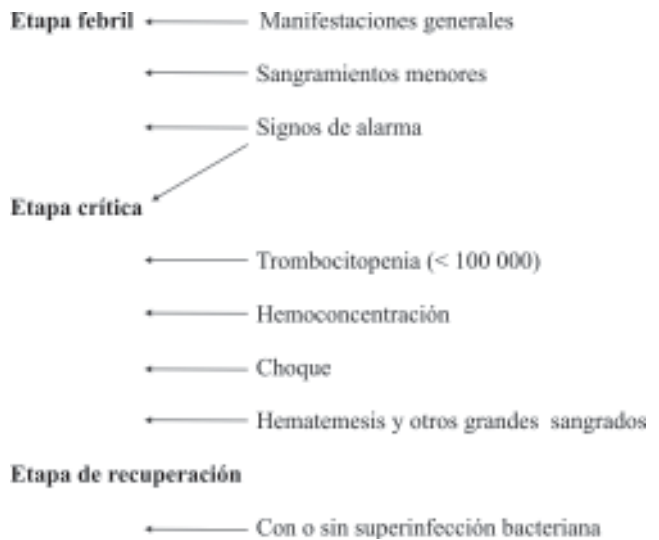 Etapa febril Manifestaciones generales
Sangramientos menores
Signos de alarma
Etapa crítica
Trombocitopenia (< 100 000)
Hemoconcentración
Choque
Hematemesis y otros grandes sangrados
Etapa de recuperación
Con o sin superinfección bacteriana